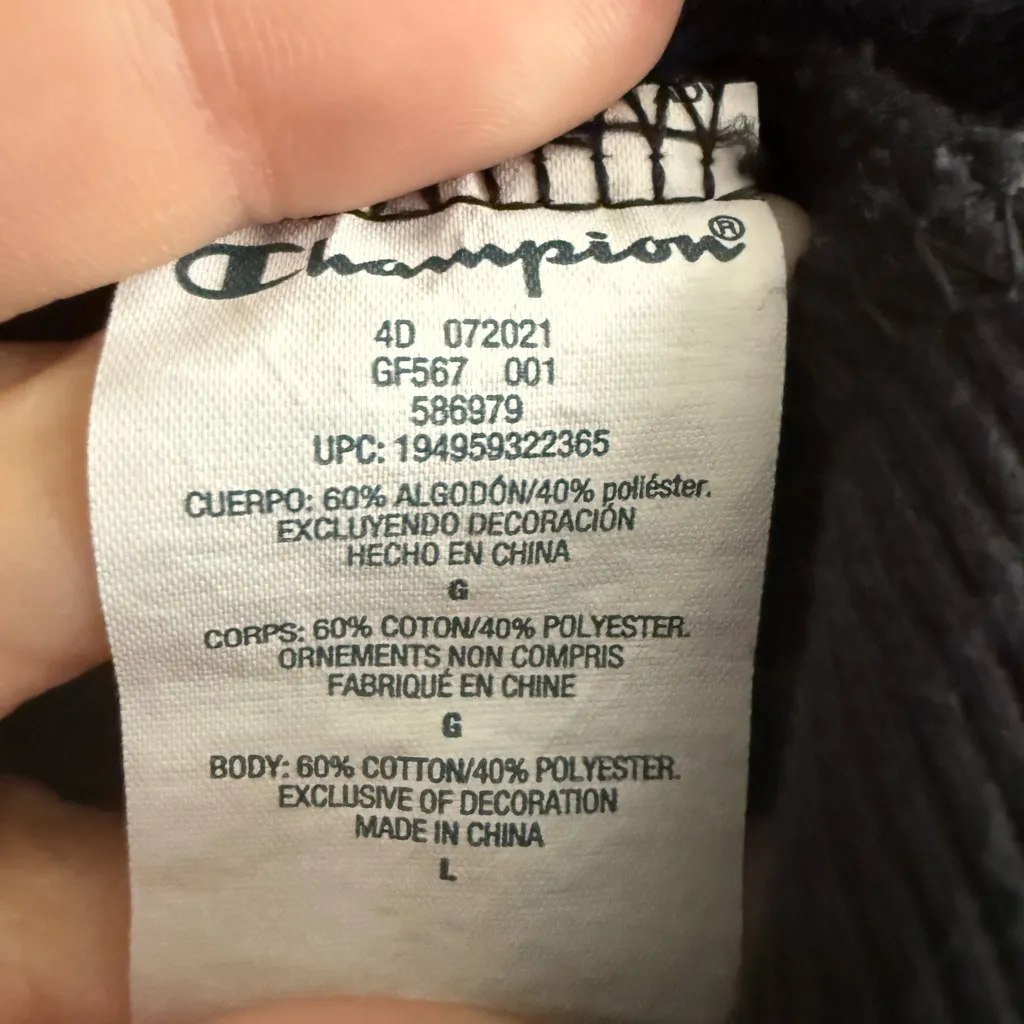 Champion®
4D 072021
GF567 001
586979
UPC: 194959322365
CUERPO: 60% ALGODÓN/40% poliéster.
EXCLUYENDO DECORACIÓN
HECHO EN CHINA
G
CORPS: 60% COTON/40% POLYESTER.
ORNEMENTS NON COMPRIS
FABRIQUÉ EN CHINE
G
BODY: 60% COTTON/40% POLYESTER.
EXCLUSIVE OF DECORATION
MADE IN CHINA
L